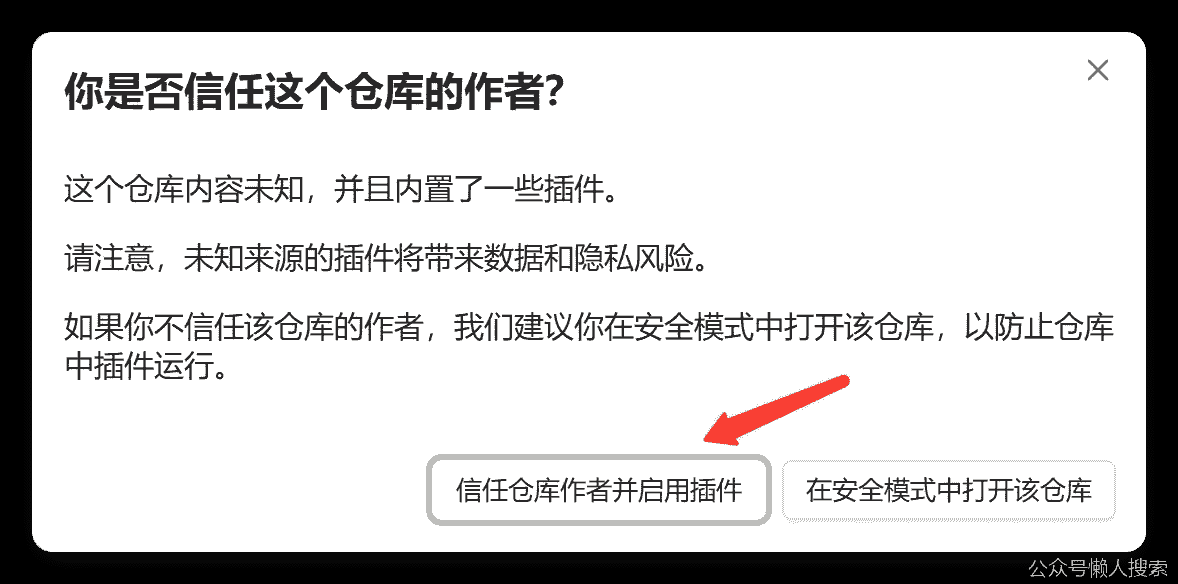 你是否信任这个仓库的作者？
这个仓库内容未知，并且内置了一些插件。
请注意，未知来源的插件将带来数据和隐私风险。
如果你不信任该仓库的作者，我们建议你在安全模式中打开该仓库，以防止仓库
中插件运行。
信任仓库作者并启用插件
在安全模式中打开该仓库
公众号懒人搜索